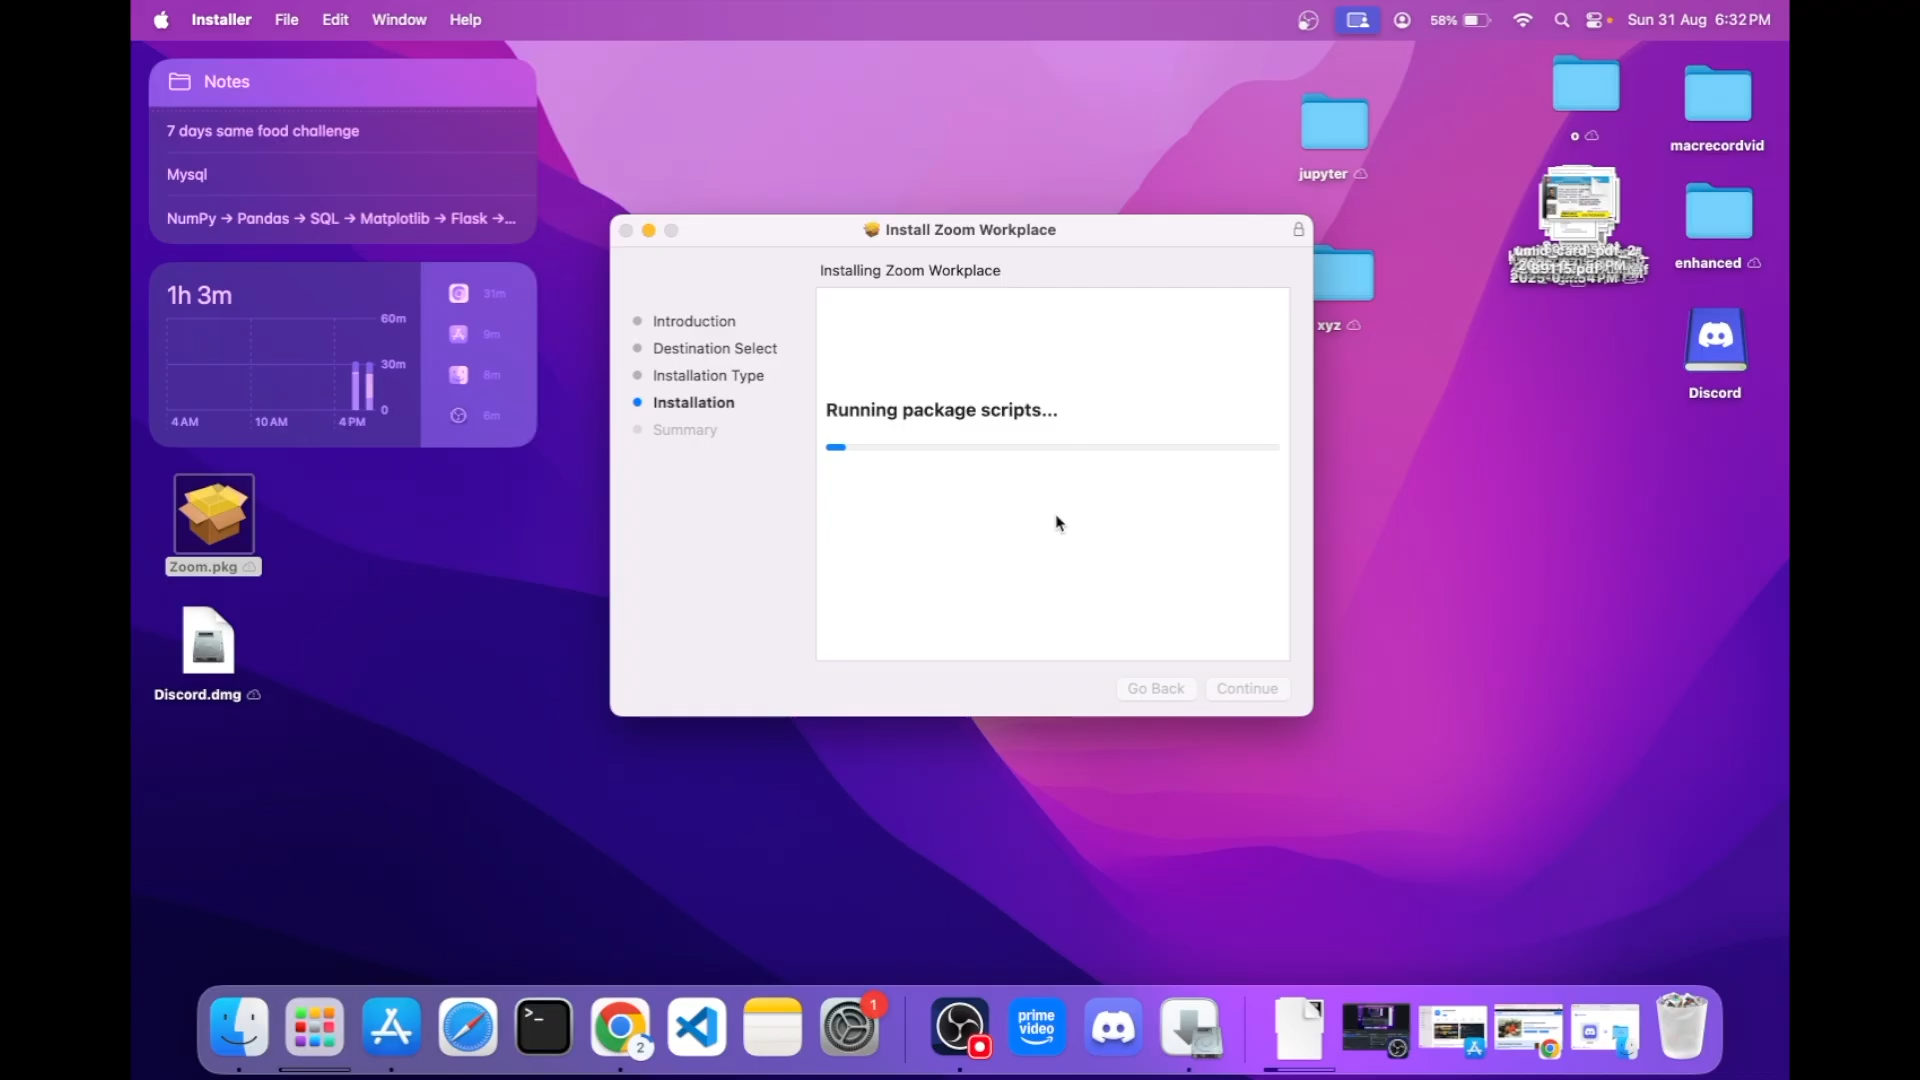 Installer File Edit Window Help 58% Sun 31 Aug 6:32 PM
Notes
7 days same food challenge
Mysql
NumPy → Pandas → SQL → Matplotlib → Flask →...
1h 3m
60m
30m
0
4 AM 10 AM 4 PM
31m
9m
8m
6m
Zoom.pkg
Discord.dmg
Install Zoom Workplace
Installing Zoom Workplace
Introduction
Destination Select
Installation Type
Installation
Summary
Running package scripts...
Go Back Continue
jupyter
xyz
o
macrecordvid
enhanced
Discord
2
1
prime
video